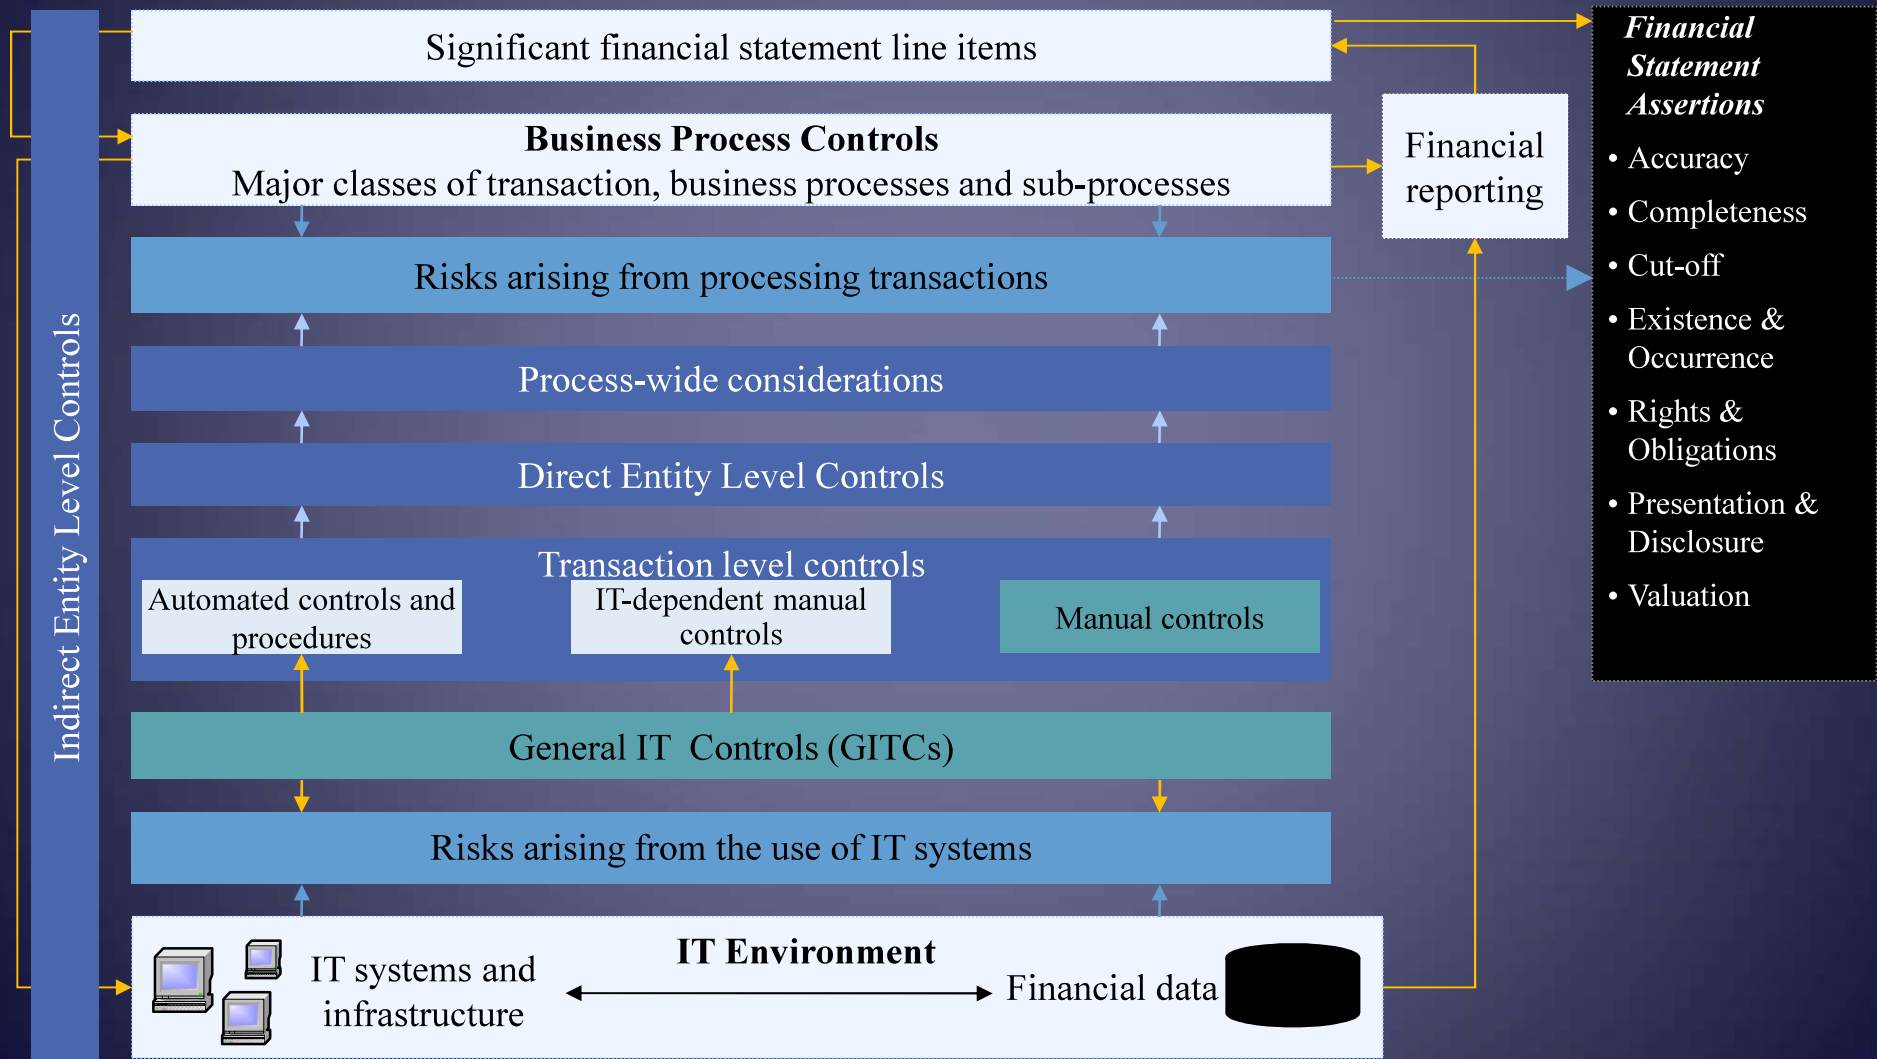 Indirect Entity Level Controls
Significant financial statement line items
Business Process Controls
Major classes of transaction, business processes and sub-processes
Financial
reporting
Risks arising from processing transactions
Process-wide considerations
Direct Entity Level Controls
Transaction level controls
Automated controls and
procedures
IT-dependent manual
controls
Manual controls
General IT  Controls (GITCs)
Risks arising from the use of IT systems
IT Environment
IT systems and
infrastructure
Financial data
Financial
Statement
Assertions
• Accuracy
• Completeness
• Cut-off
• Existence &
Occurrence
• Rights &
Obligations
• Presentation &
Disclosure
• Valuation